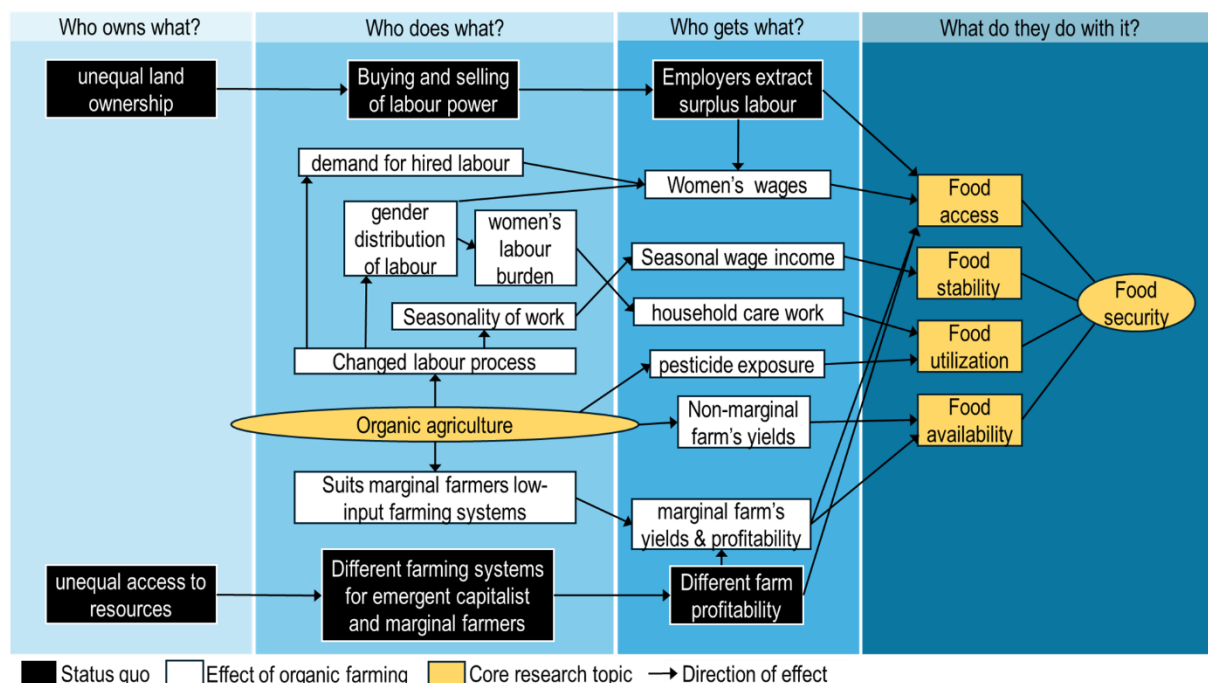 Who owns what?
Who does what?
Who gets what?
What do they do with it?
unequal land
ownership
Buying and selling
of labour power
Employers extract
surplus labour
demand for hired labour
Women's wages
Food
access
gender
distribution
of labour
women's
labour
burden
Seasonal wage income
Food
stability
Food
security
Seasonality of work
household care work
Food
utilization
Changed labour process
pesticide exposure
Organic agriculture
Non-marginal
farm's yields
Food
availability
Suits marginal farmers low-
input farming systems
marginal farm's
yields & profitability
unequal access to
resources
Different farming systems
for emergent capitalist
and marginal farmers
Different farm
profitability
Status quo
Effect of organic farming
Core research topic
Direction of effect